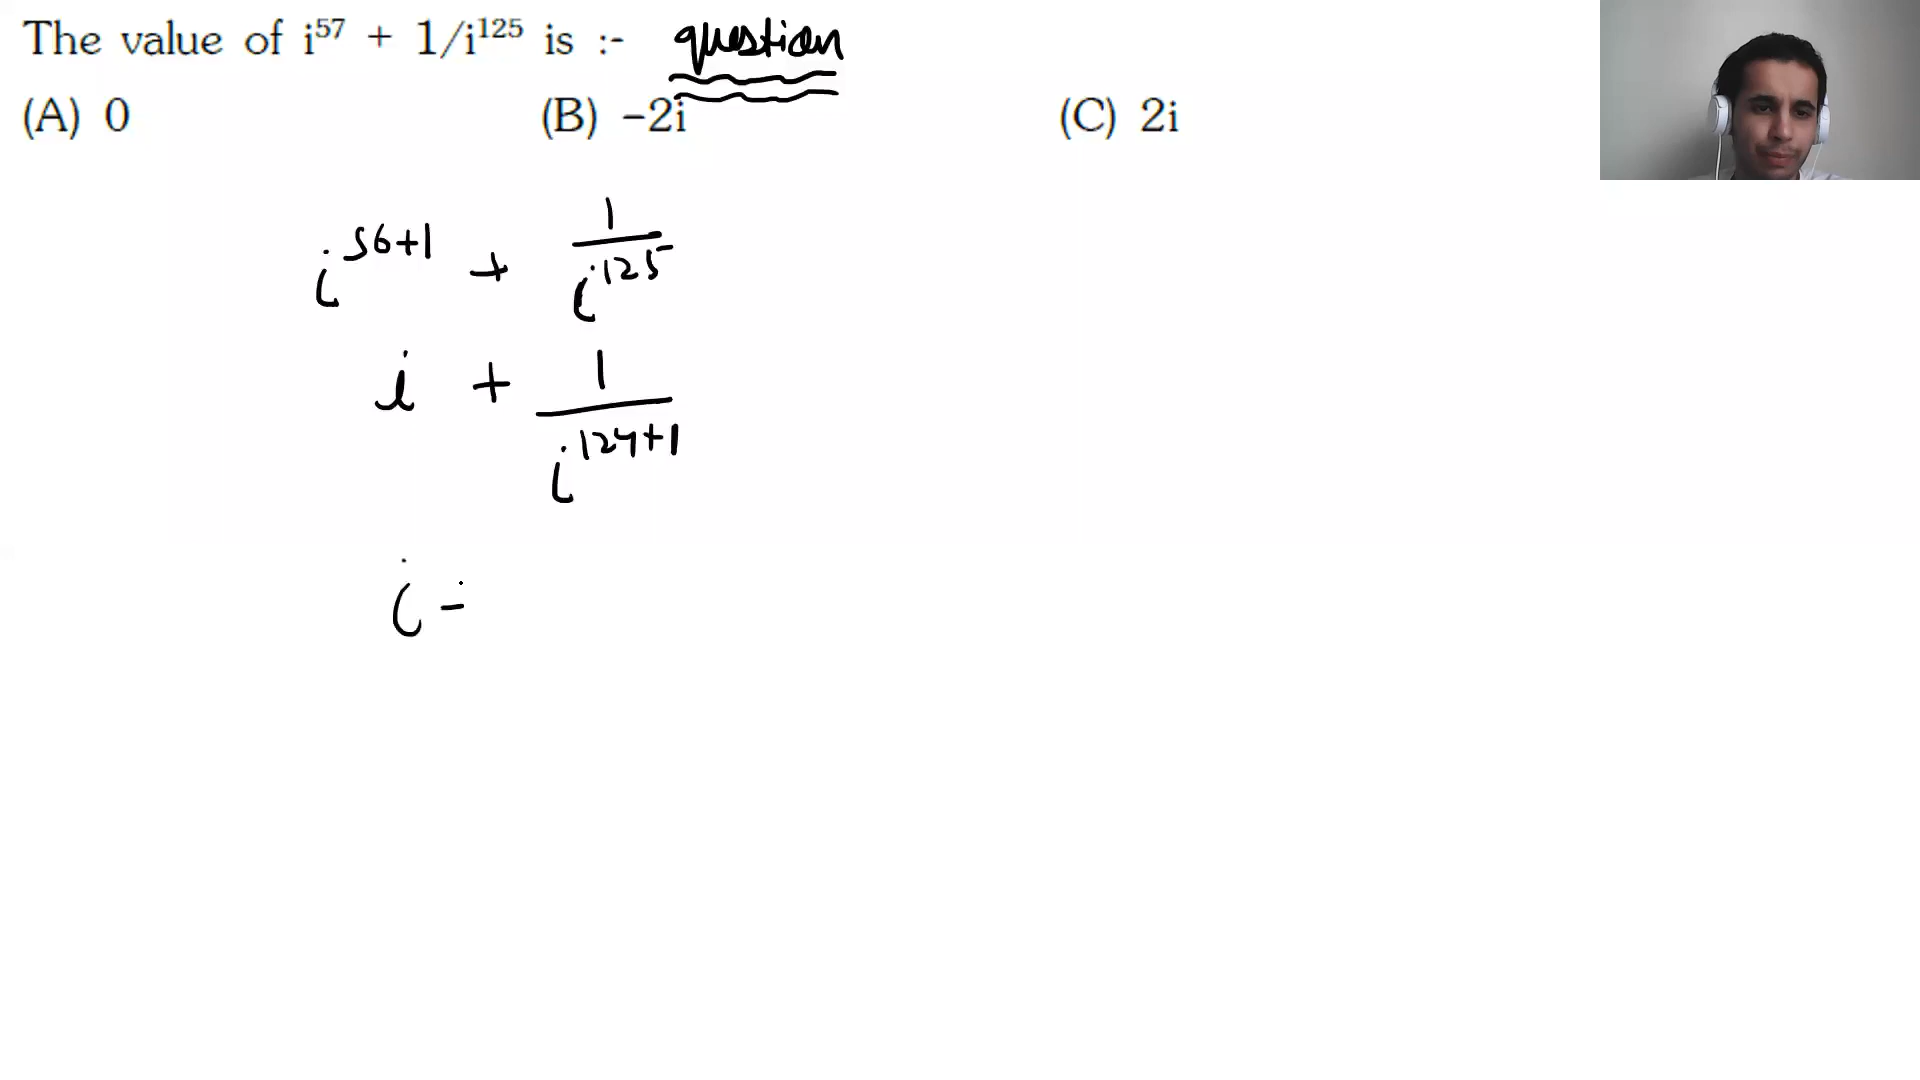 The value of i⁵⁷ + 1/i¹²⁵ is :- question
(A) 0 (B) –2i (C) 2i
i⁵⁶⁺¹ + 1/i¹²⁵
i + 1/i¹²⁴⁺¹
i -